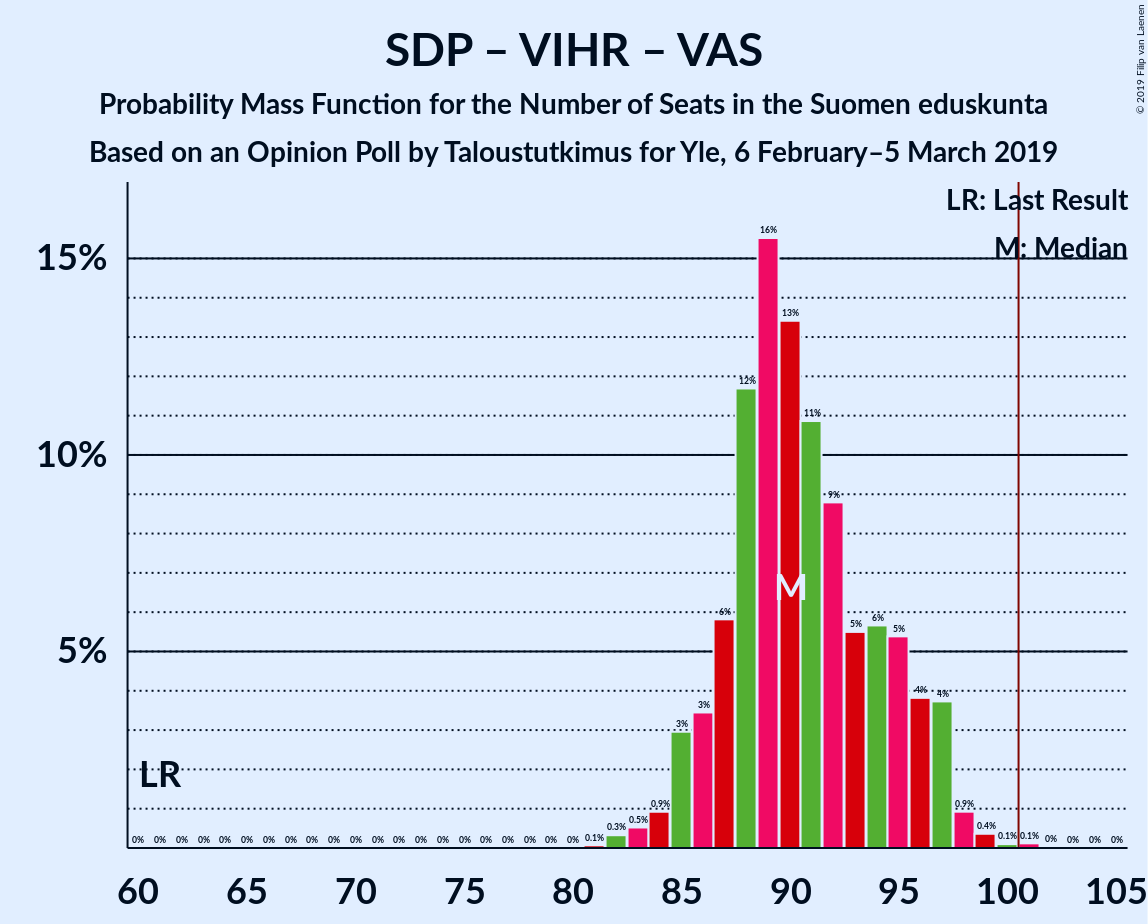 SDP – VIHR – VAS
Probability Mass Function for the Number of Seats in the Suomen eduskunta
Based on an Opinion Poll by Taloustutkimus for Yle, 6 February–5 March 2019
© 2019 Filip van Laenen
LR: Last Result
M: Median
15%
10%
5%
LR
M
0% 0% 0% 0% 0% 0% 0% 0% 0% 0% 0% 0% 0% 0% 0% 0% 0% 0% 0% 0% 0% 0.1% 0.3% 0.5% 0.9% 3% 3% 6% 12% 16% 13% 11% 9% 5% 6% 5% 4% 4% 0.9% 0.4% 0.1% 0.1% 0% 0% 0% 0%
60 65 70 75 80 85 90 95 100 105